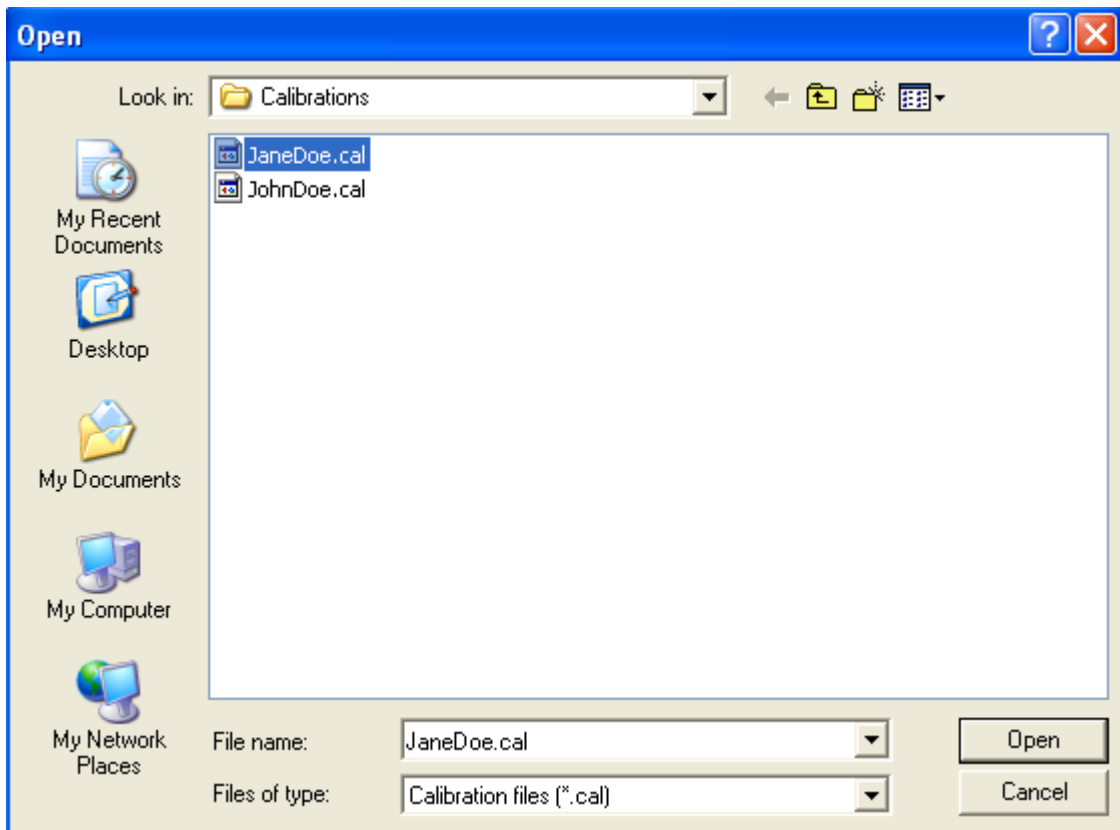 Open
Look in: Calibrations
JaneDoe.cal
JohnDoe.cal
My Recent
Documents
Desktop
My Documents
My Computer
My Network
Places
File name: JaneDoe.cal Open
Files of type: Calibration files (*.cal) Cancel